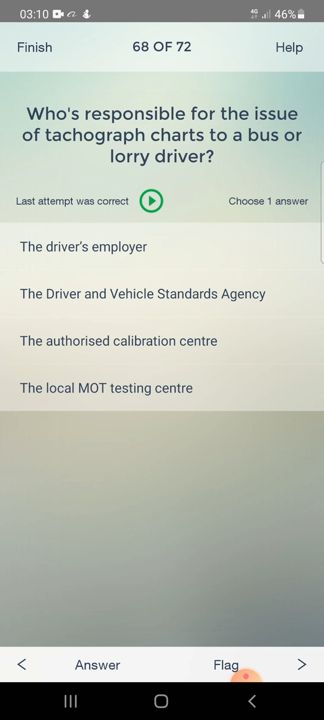 03:10 4G 46%
Finish 68 OF 72 Help
Who's responsible for the issue
of tachograph charts to a bus or
lorry driver?
Last attempt was correct Choose 1 answer
The driver's employer
The Driver and Vehicle Standards Agency
The authorised calibration centre
The local MOT testing centre
< Answer Flag >